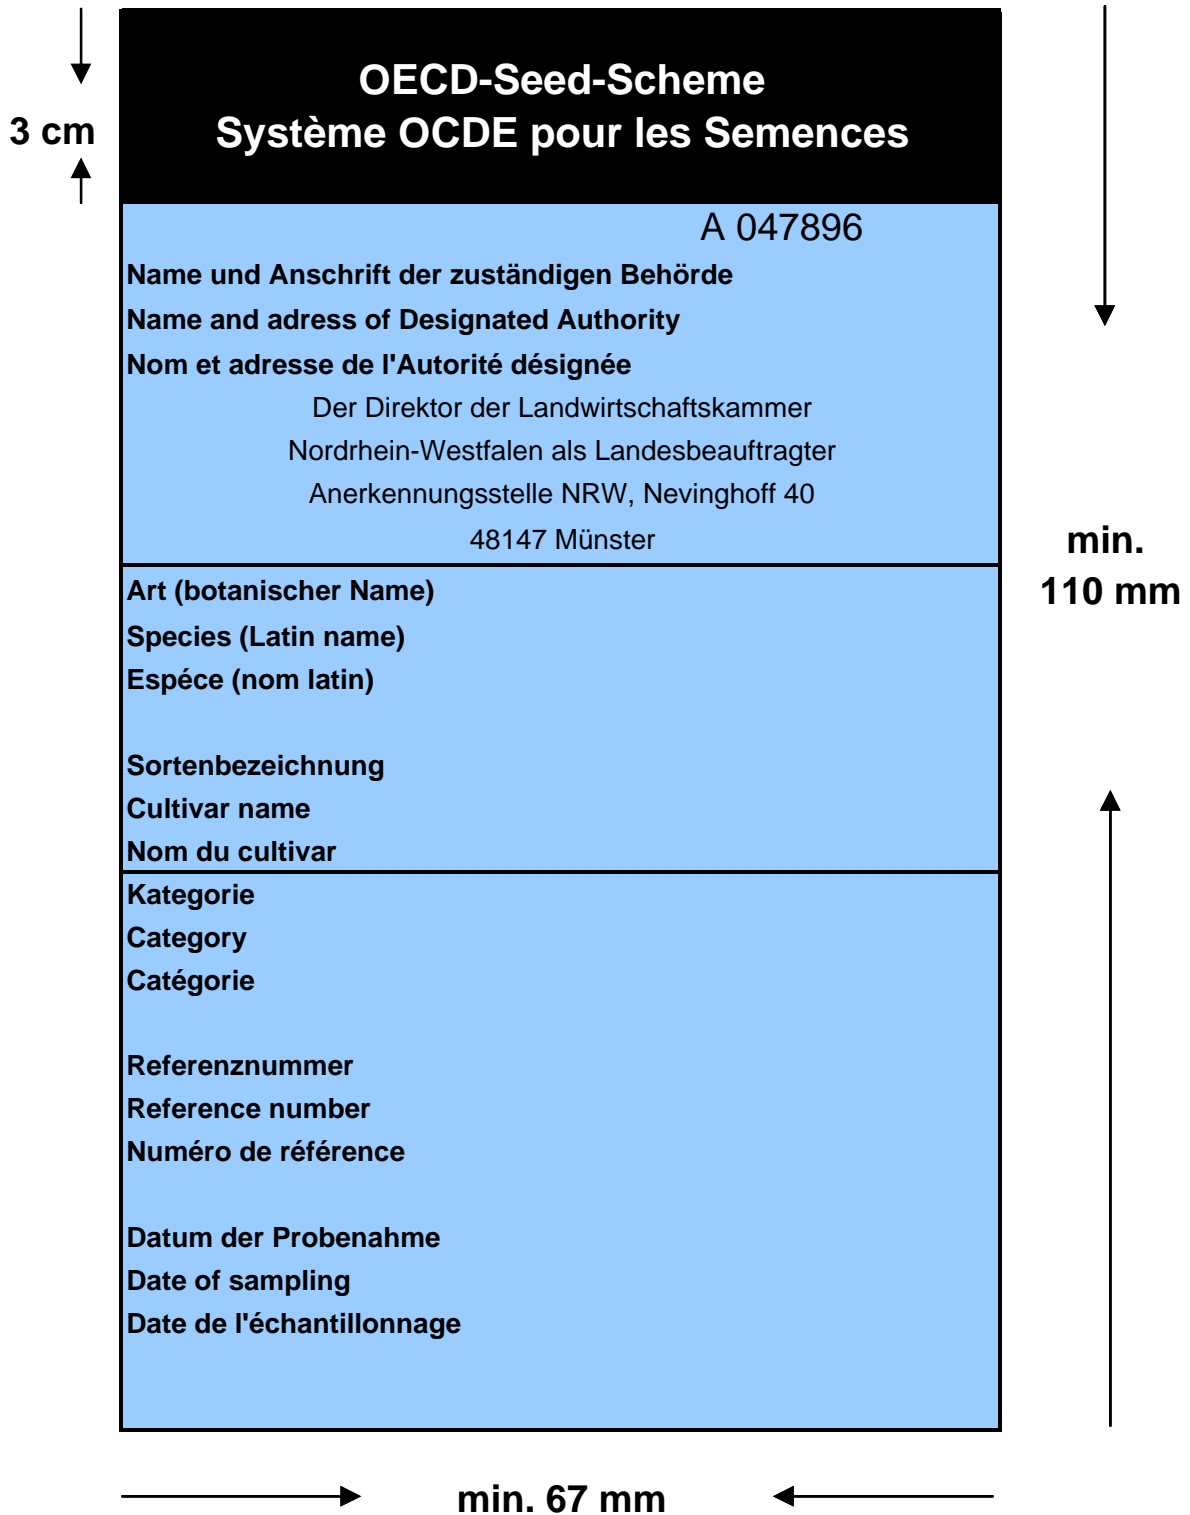 OECD-Seed-Scheme
Système OCDE pour les Semences
3 cm
A 047896
Name und Anschrift der zuständigen Behörde
Name and adress of Designated Authority
Nom et adresse de l'Autorité désignée
Der Direktor der Landwirtschaftskammer
Nordrhein-Westfalen als Landesbeauftragter
Anerkennungsstelle NRW, Nevinghoff 40
48147 Münster
min.
110 mm
Art (botanischer Name)
Species (Latin name)
Espéce (nom latin)
Sortenbezeichnung
Cultivar name
Nom du cultivar
Kategorie
Category
Catégorie
Referenznummer
Reference number
Numéro de référence
Datum der Probenahme
Date of sampling
Date de l'échantillonnage
min. 67 mm